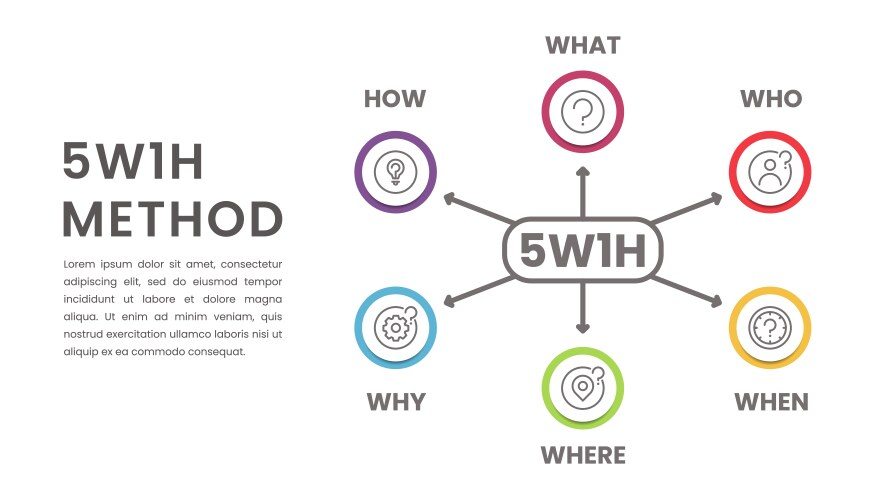 5W1H
METHOD
Lorem ipsum dolor sit amet, consectetur
adipiscing elit, sed do eiusmod tempor
incididunt ut labore et dolore magna
aliqua. Ut enim ad minim veniam, quis
nostrud exercitation ullamco laboris nisi ut
aliquip ex ea commodo consequat.
WHAT
HOW
WHO
?
?
?
5W1H
?
?
?
WHY
WHEN
WHERE